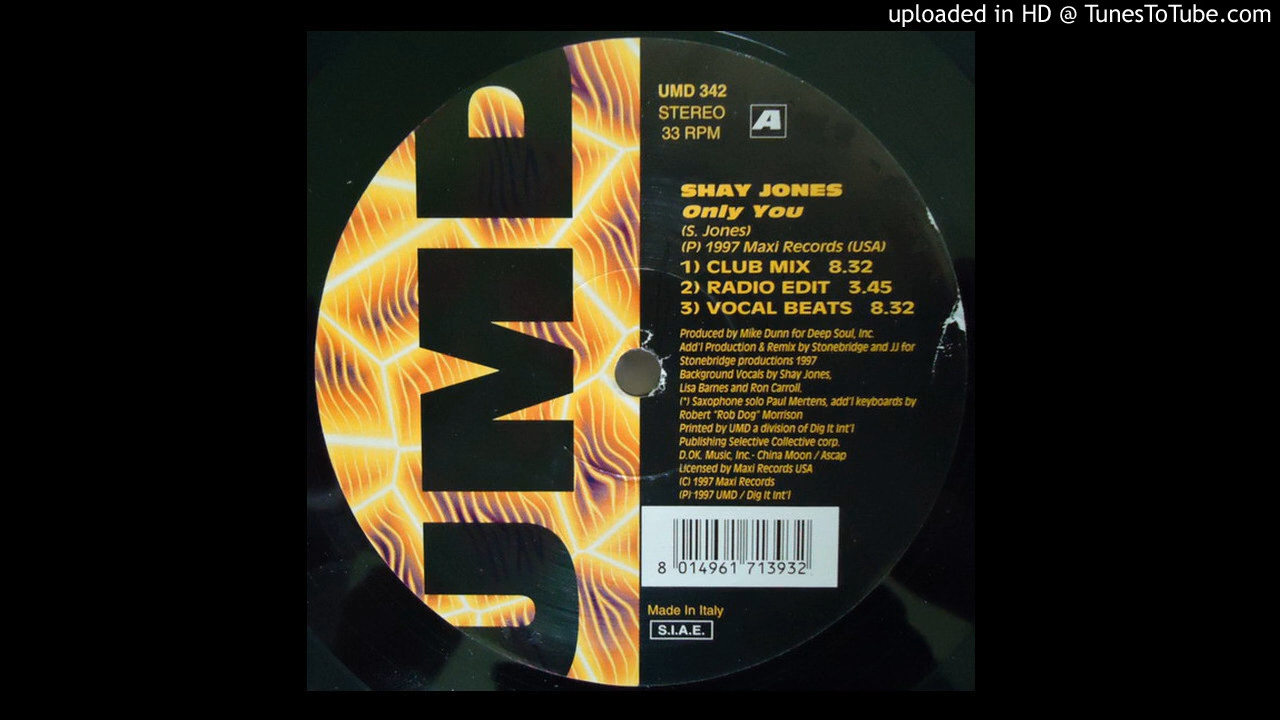 uploaded in HD @ TunesToTube.com
UMD
UMD 342
STEREO
33 RPM
A
SHAY JONES
Only You
(S. Jones)
(P) 1997 Maxi Records (USA)
1) CLUB MIX 8.32
2) RADIO EDIT 3.45
3) VOCAL BEATS 8.32
Produced by Mike Dunn for Deep Soul, Inc.
Add'l Production & Remix by Stonebridge and JJ for
Stonebridge productions 1997
Background Vocals by Shay Jones,
Lisa Barnes and Ron Carroll.
(*) Saxophone solo Paul Mertens, add'l keyboards by
Robert "Rob Dog" Morrison
Printed by UMD a division of Dig It Int'l
Publishing Selective Collective corp.
D.OK. Music, Inc.- China Moon / Ascap
Licensed by Maxi Records USA
(C) 1997 Maxi Records
(P) 1997 UMD / Dig It Int'l
8 014961 713932
Made In Italy
S.I.A.E.